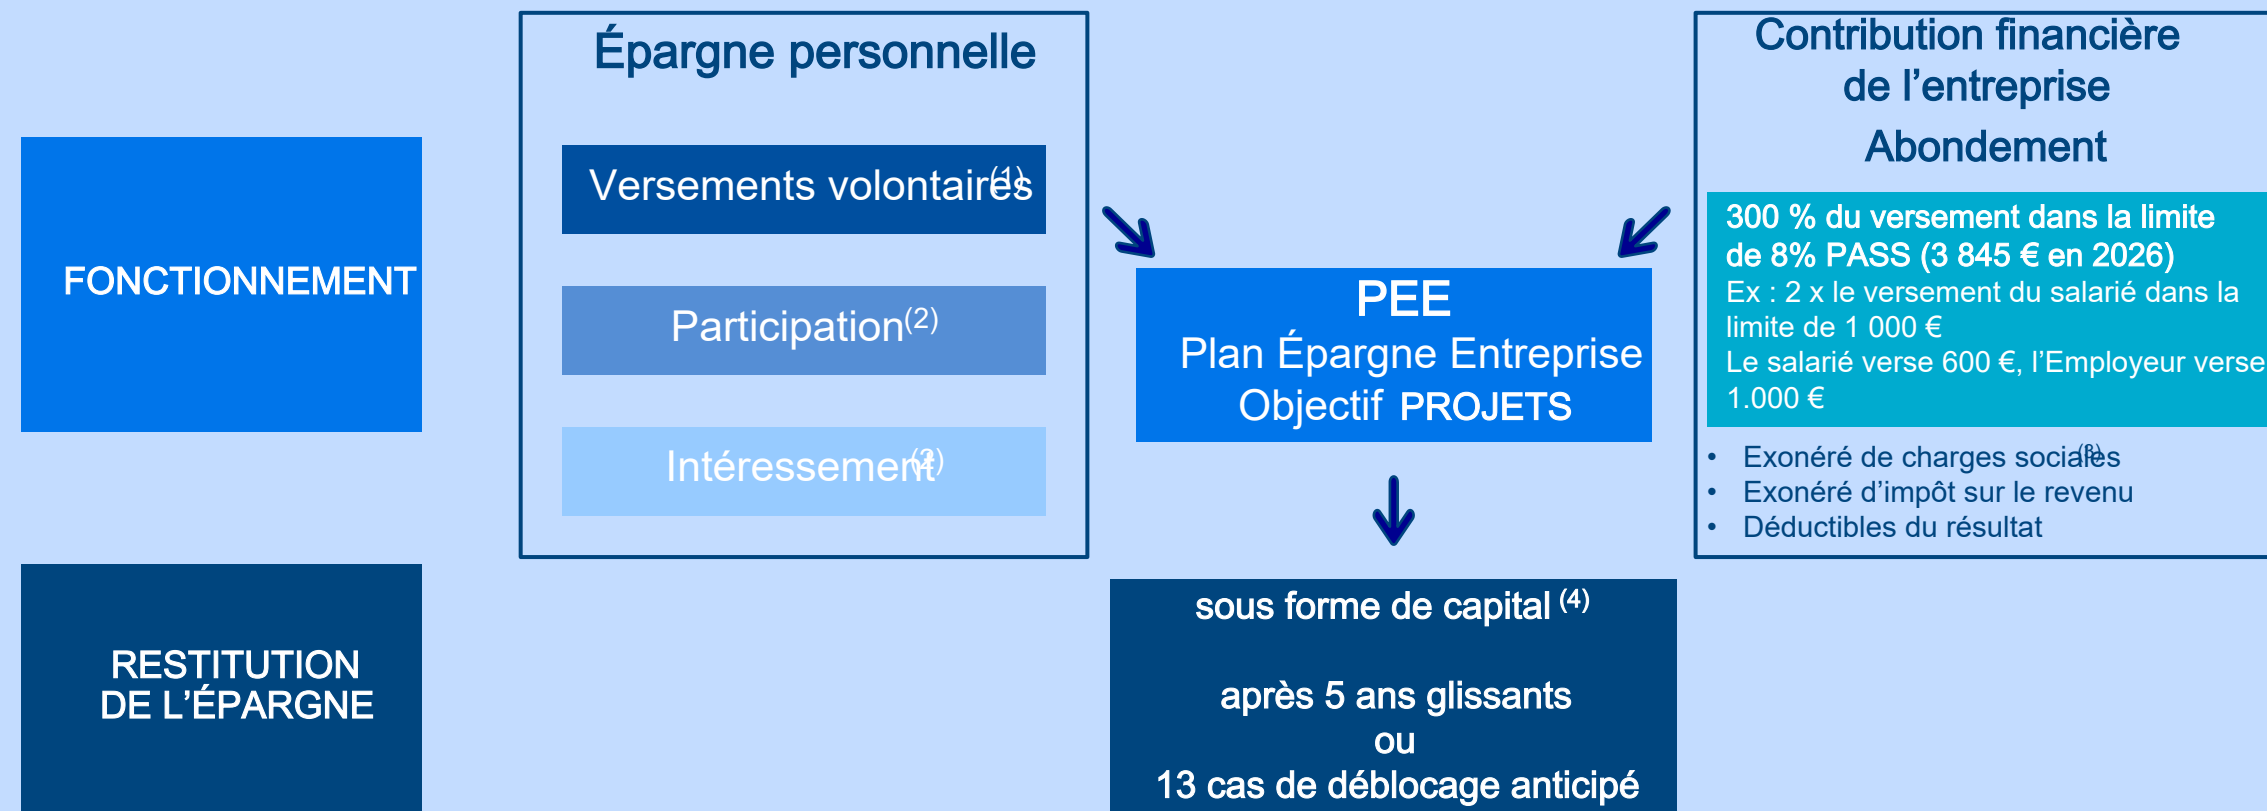 Épargne personnelle
Versements volontaires(1)
Participation(2)
Intéressement(2)
FONCTIONNEMENT
PEE
Plan Épargne Entreprise
Objectif PROJETS
Contribution financière
de l’entreprise
Abondement
300 % du versement dans la limite
de 8% PASS (3 845 € en 2026)
Ex : 2 x le versement du salarié dans la
limite de 1 000 €
Le salarié verse 600 €, l’Employeur verse
1.000 €
• Exonéré de charges sociales(3)
• Exonéré d’impôt sur le revenu
• Déductibles du résultat
RESTITUTION
DE L’ÉPARGNE
sous forme de capital (4)
après 5 ans glissants
ou
13 cas de déblocage anticipé